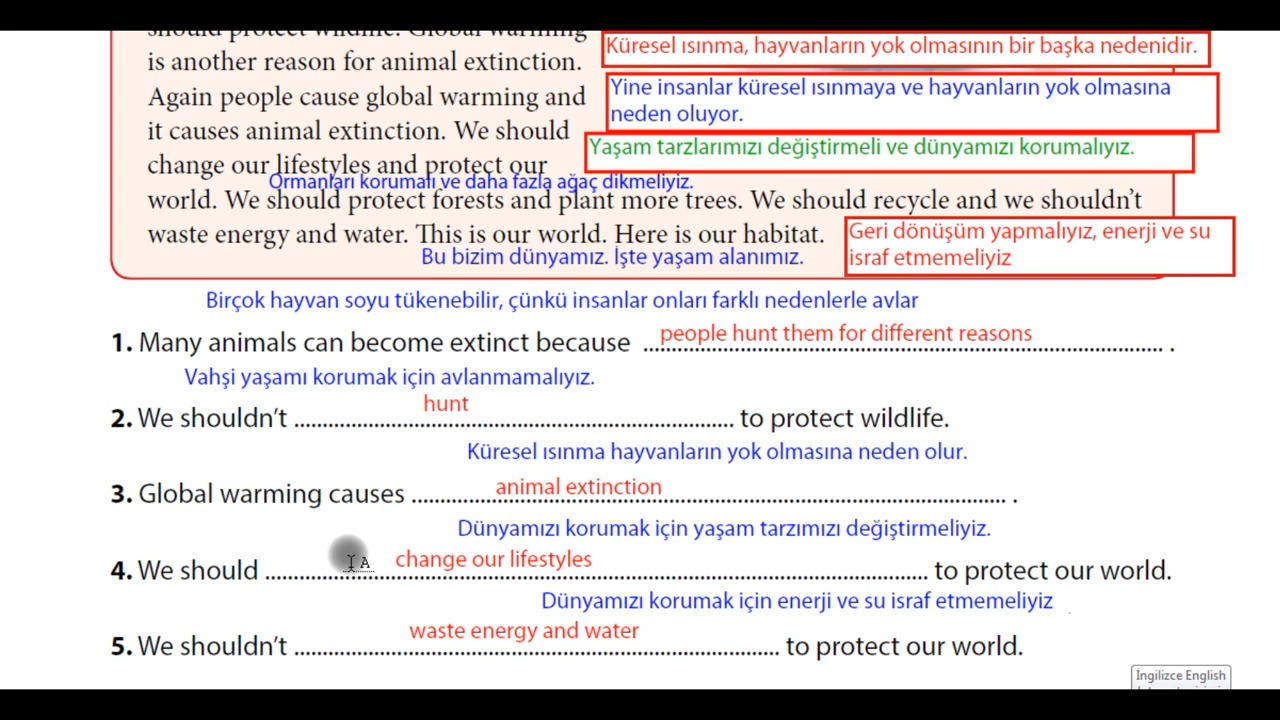 should protect wildlife. Global warming
Küresel ısınma, hayvanların yok olmasının bir başka nedenidir.
is another reason for animal extinction.
Yine insanlar küresel ısınmaya ve hayvanların yok olmasına
neden oluyor.
Again people cause global warming and
it causes animal extinction. We should
Yaşam tarzlarımızı değiştirmeli ve dünyamızı korumalıyız.
change our lifestyles and protect our
Ormanları korumalı ve daha fazla ağaç dikmeliyiz.
world. We should protect forests and plant more trees. We should recycle and we shouldn't
waste energy and water. This is our world. Here is our habitat.
Geri dönüşüm yapmalıyız, enerji ve su
israf etmemeliyiz
Bu bizim dünyamız. İşte yaşam alanımız.
Birçok hayvan soyu tükenebilir, çünkü insanlar onları farklı nedenlerle avlar
1. Many animals can become extinct because people hunt them for different reasons .
Vahşi yaşamı korumak için avlanmamalıyız.
2. We shouldn't hunt to protect wildlife.
Küresel ısınma hayvanların yok olmasına neden olur.
3. Global warming causes animal extinction .
Dünyamızı korumak için yaşam tarzımızı değiştirmeliyiz.
4. We should change our lifestyles to protect our world.
Dünyamızı korumak için enerji ve su israf etmemeliyiz
5. We shouldn't waste energy and water to protect our world.
İngilizce English